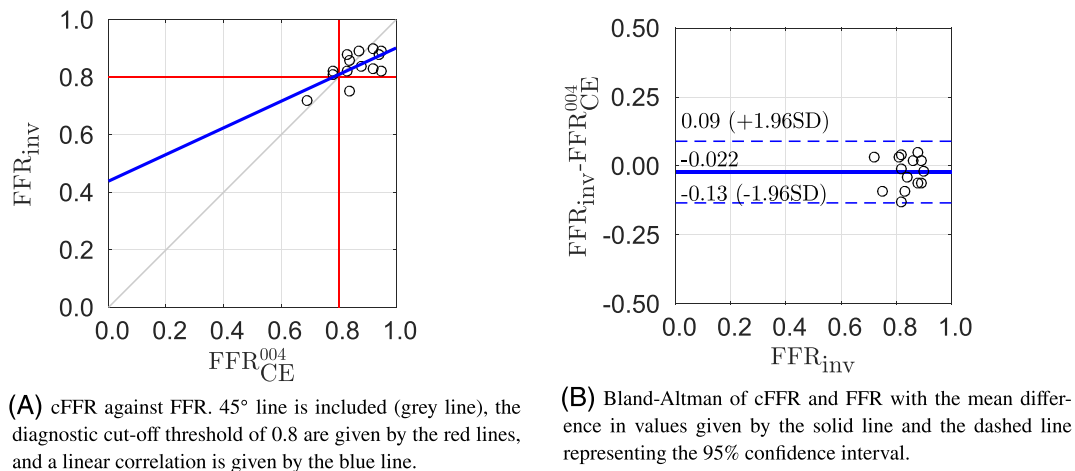 1.0
0.8
0.6
0.4
0.2
0.0
FFR_inv
0.0 0.2 0.4 0.6 0.8 1.0
FFR^004_CE
(A) cFFR against FFR. 45° line is included (grey line), the
diagnostic cut-off threshold of 0.8 are given by the red lines,
and a linear correlation is given by the blue line.
0.50
0.25
0.00
-0.25
-0.50
FFR_inv-FFR^004_CE
0.09 (+1.96SD)
-0.022
-0.13 (-1.96SD)
0.0 0.2 0.4 0.6 0.8 1.0
FFR_inv
(B) Bland-Altman of cFFR and FFR with the mean differ-
ence in values given by the solid line and the dashed line
representing the 95% confidence interval.